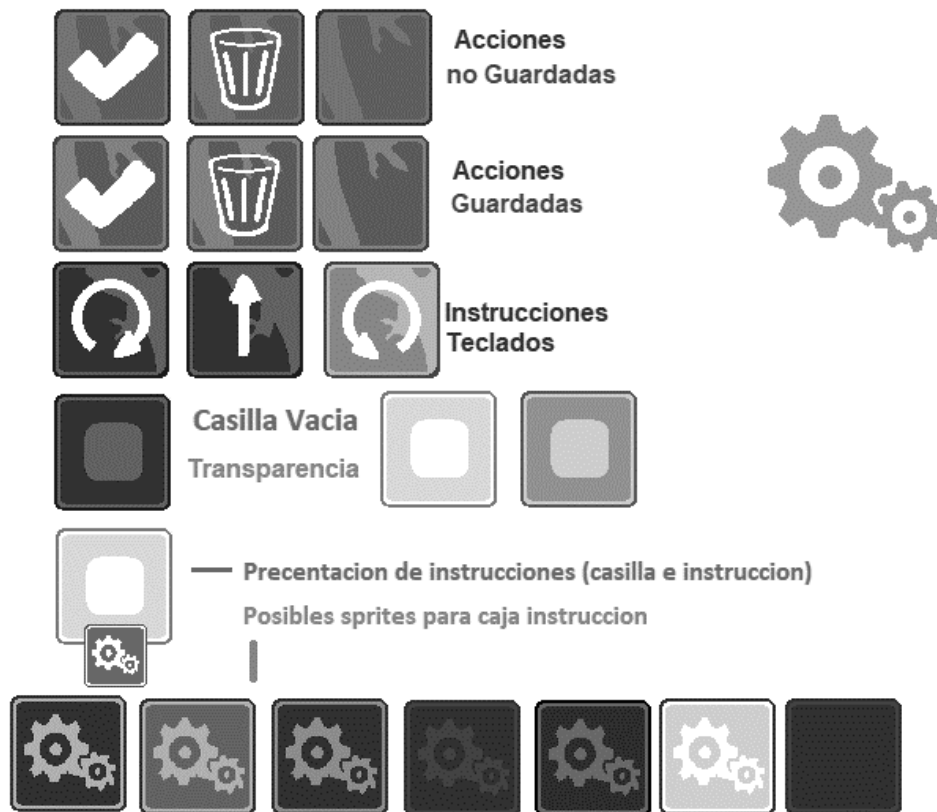 Acciones
no Guardadas
Acciones
Guardadas
Instrucciones
Teclados
Casilla Vacia
Transparencia
Precentacion de instrucciones (casilla e instruccion)
Posibles sprites para caja instruccion